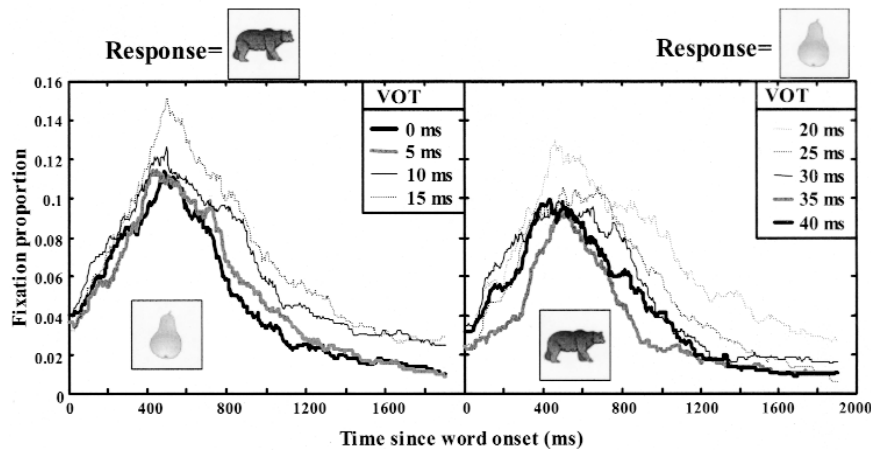 Response=
Response=
Fixation proportion
0.16
0.14
0.12
0.1
0.08
0.06
0.04
0.02
0
VOT
0 ms
5 ms
10 ms
15 ms
VOT
20 ms
25 ms
30 ms
35 ms
40 ms
0 400 800 1200 1600 0 400 800 1200 1600 2000
Time since word onset (ms)